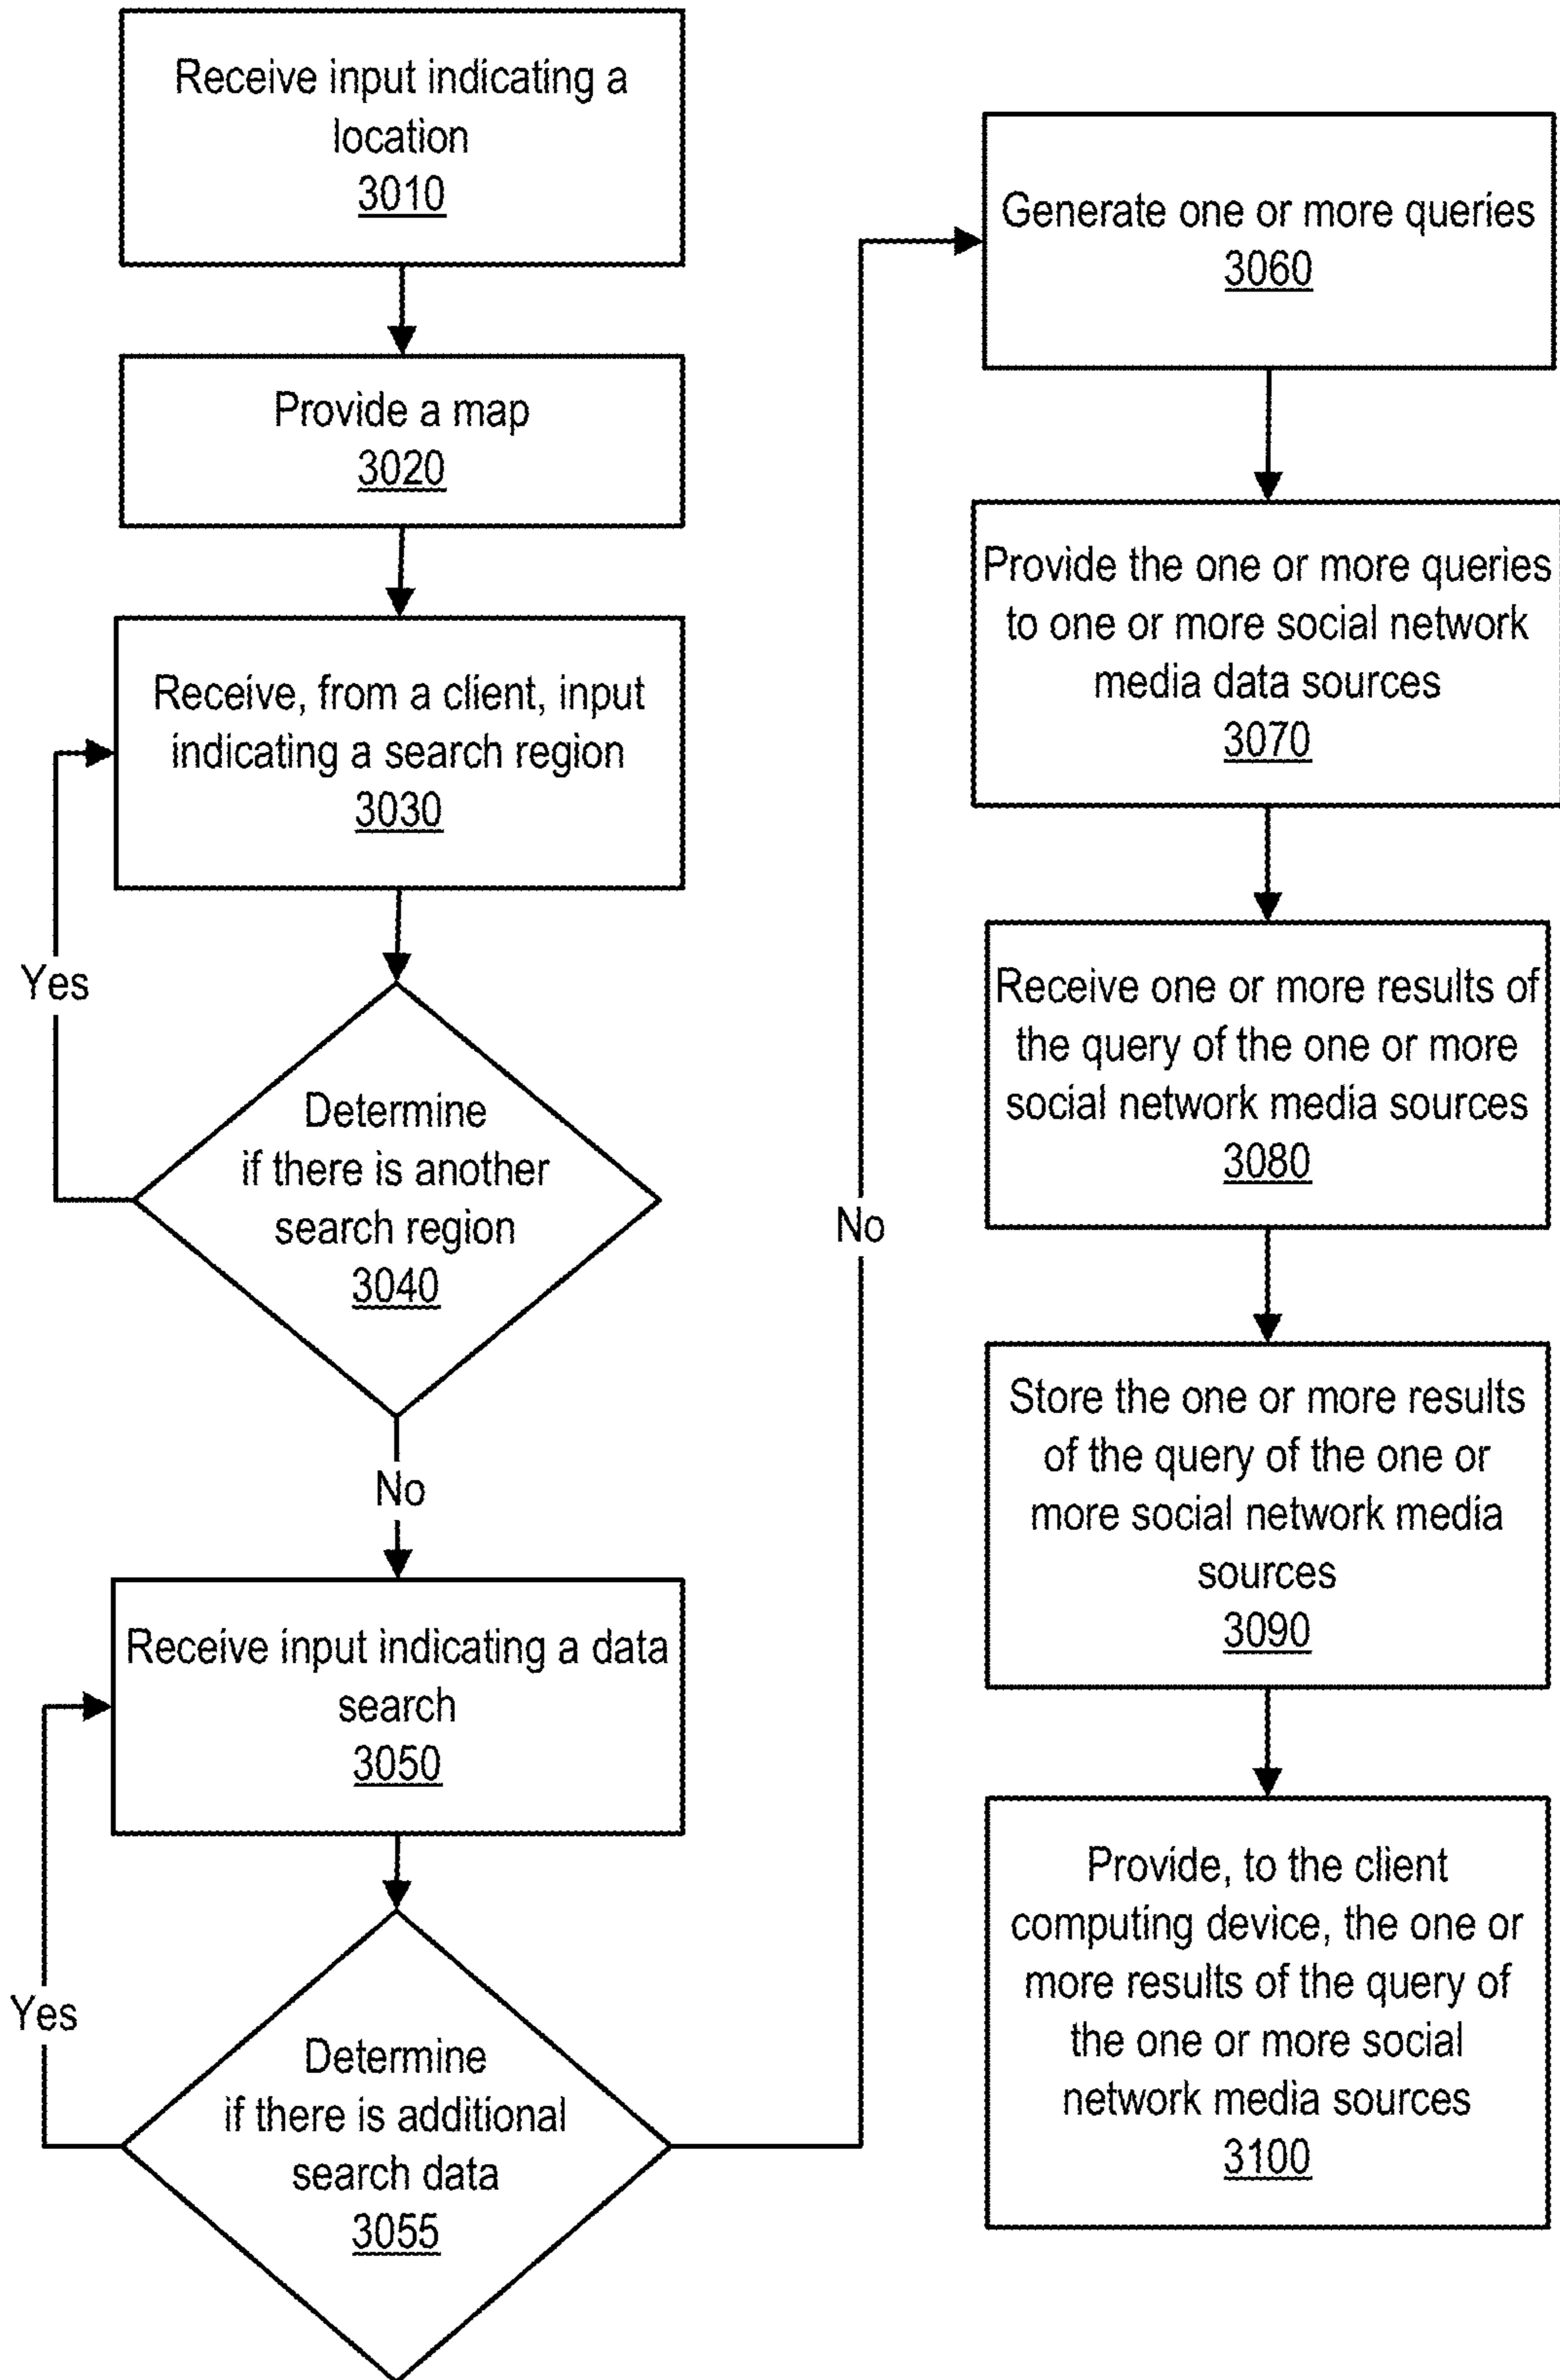 Receive input indicating a
location
3010
Provide a map
3020
Receive, from a client, input
indicating a search region
3030
Yes
Determine
if there is another
search region
3040
No
Receive input indicating a data
search
3050
Yes
Determine
if there is additional
search data
3055
No
Generate one or more queries
3060
Provide the one or more queries
to one or more social network
media data sources
3070
Receive one or more results of
the query of the one or more
social network media sources
3080
Store the one or more results
of the query of the one or
more social network media
sources
3090
Provide, to the client
computing device, the one or
more results of the query of
the one or more social
network media sources
3100